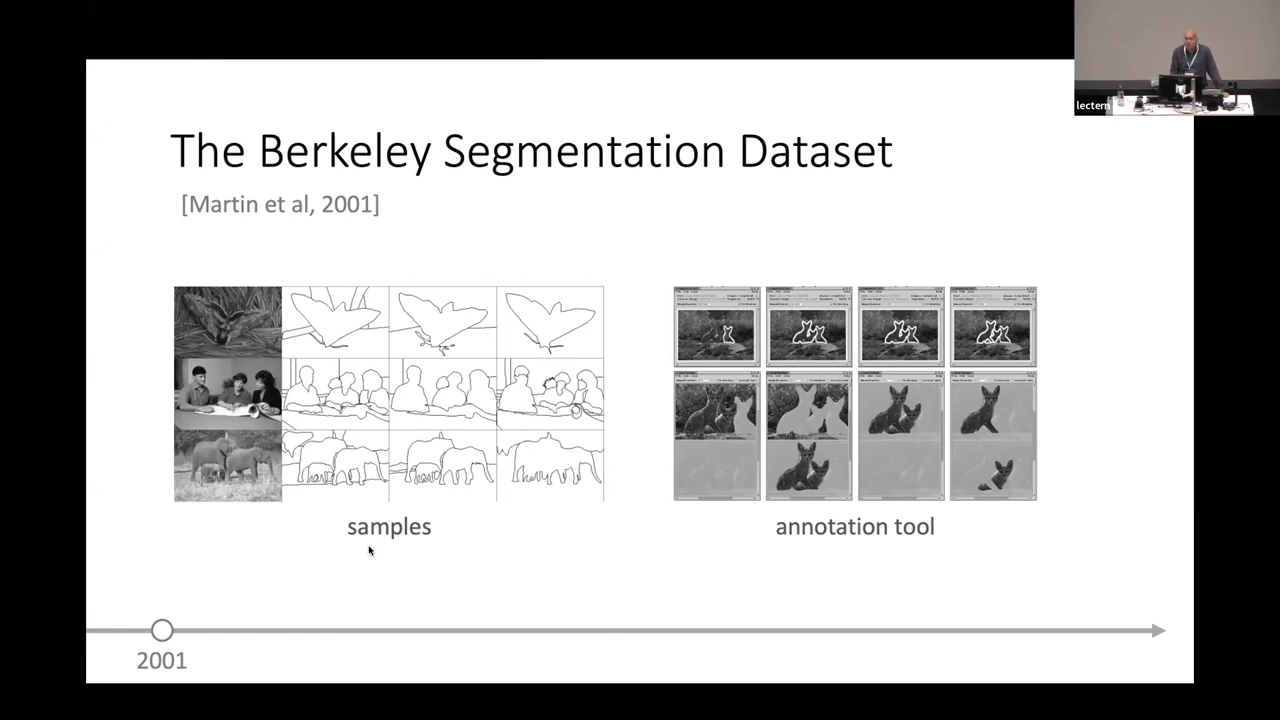 The Berkeley Segmentation Dataset
[Martin et al, 2001]
lectern
samples
annotation tool
2001